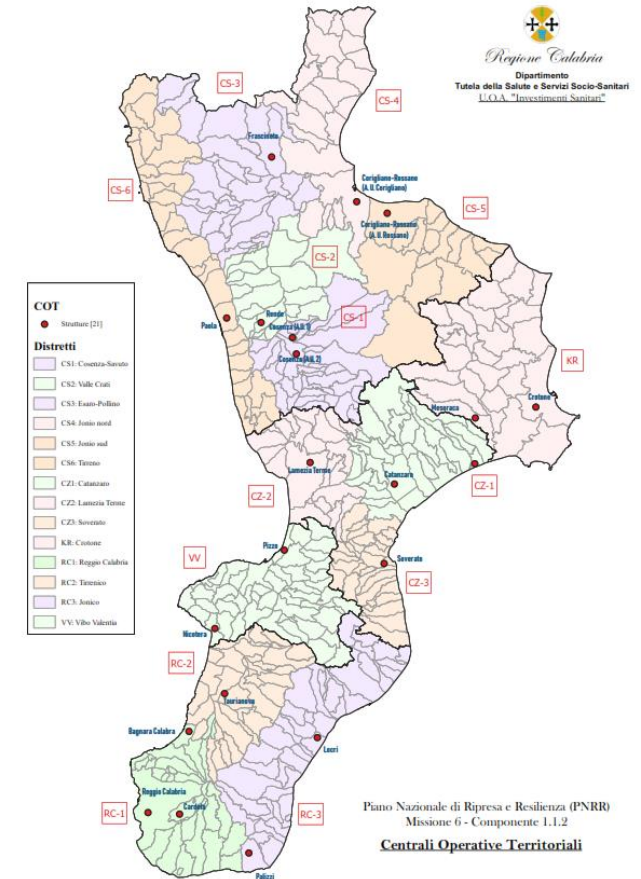 Regione Calabria
Dipartimento
Tutela della Salute e Servizi Socio-Sanitari
U.O.A. "Investimenti Sanitari"
CS-3
CS-4
Frascineto
CS-6
Corigliano-Rossano
(A. U. Corigliano)
CS-5
Corigliano-Rossano
(A. U. Rossano)
CS-2
COT
Strutture [21]
Distretti
CS1: Cosenza-Savuto
CS2: Valle Crati
CS3: Esaro-Pollino
CS4: Jonio nord
CS5: Jonio sud
CS6: Tirreno
CZ1: Catanzaro
CZ2: Lamezia Terme
CZ3: Soverato
KR: Crotone
RC1: Reggio Calabria
RC2: Tirrenico
RC3: Jonico
VV: Vibo Valentia
Paola
Rende
CS-1
Cosenza (A.U. 1)
Cosenza (A.U. 2)
KR
Mesoraca
Crotone
Lamezia Terme
Catanzaro
CZ-1
CZ-2
Pizzo
VV
Soverato
CZ-3
Nicotera
RC-2
Taurianova
Bagnara Calabra
Locri
Reggio Calabria
Cardeto
RC-1
RC-3
Palizzi
Piano Nazionale di Ripresa e Resilienza (PNRR)
Missione 6 - Componente 1.1.2
Centrali Operative Territoriali